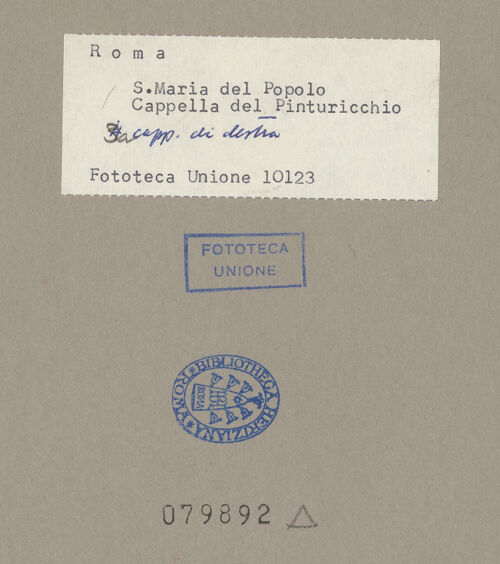 Roma
S.Maria del Popolo
Cappella del Pinturicchio
3a capp. di destra
Fototeca Unione 10123
FOTOTECA
UNIONE
BIBLIOTHECA HERTZIANA * ROMA *
ROMA
079892